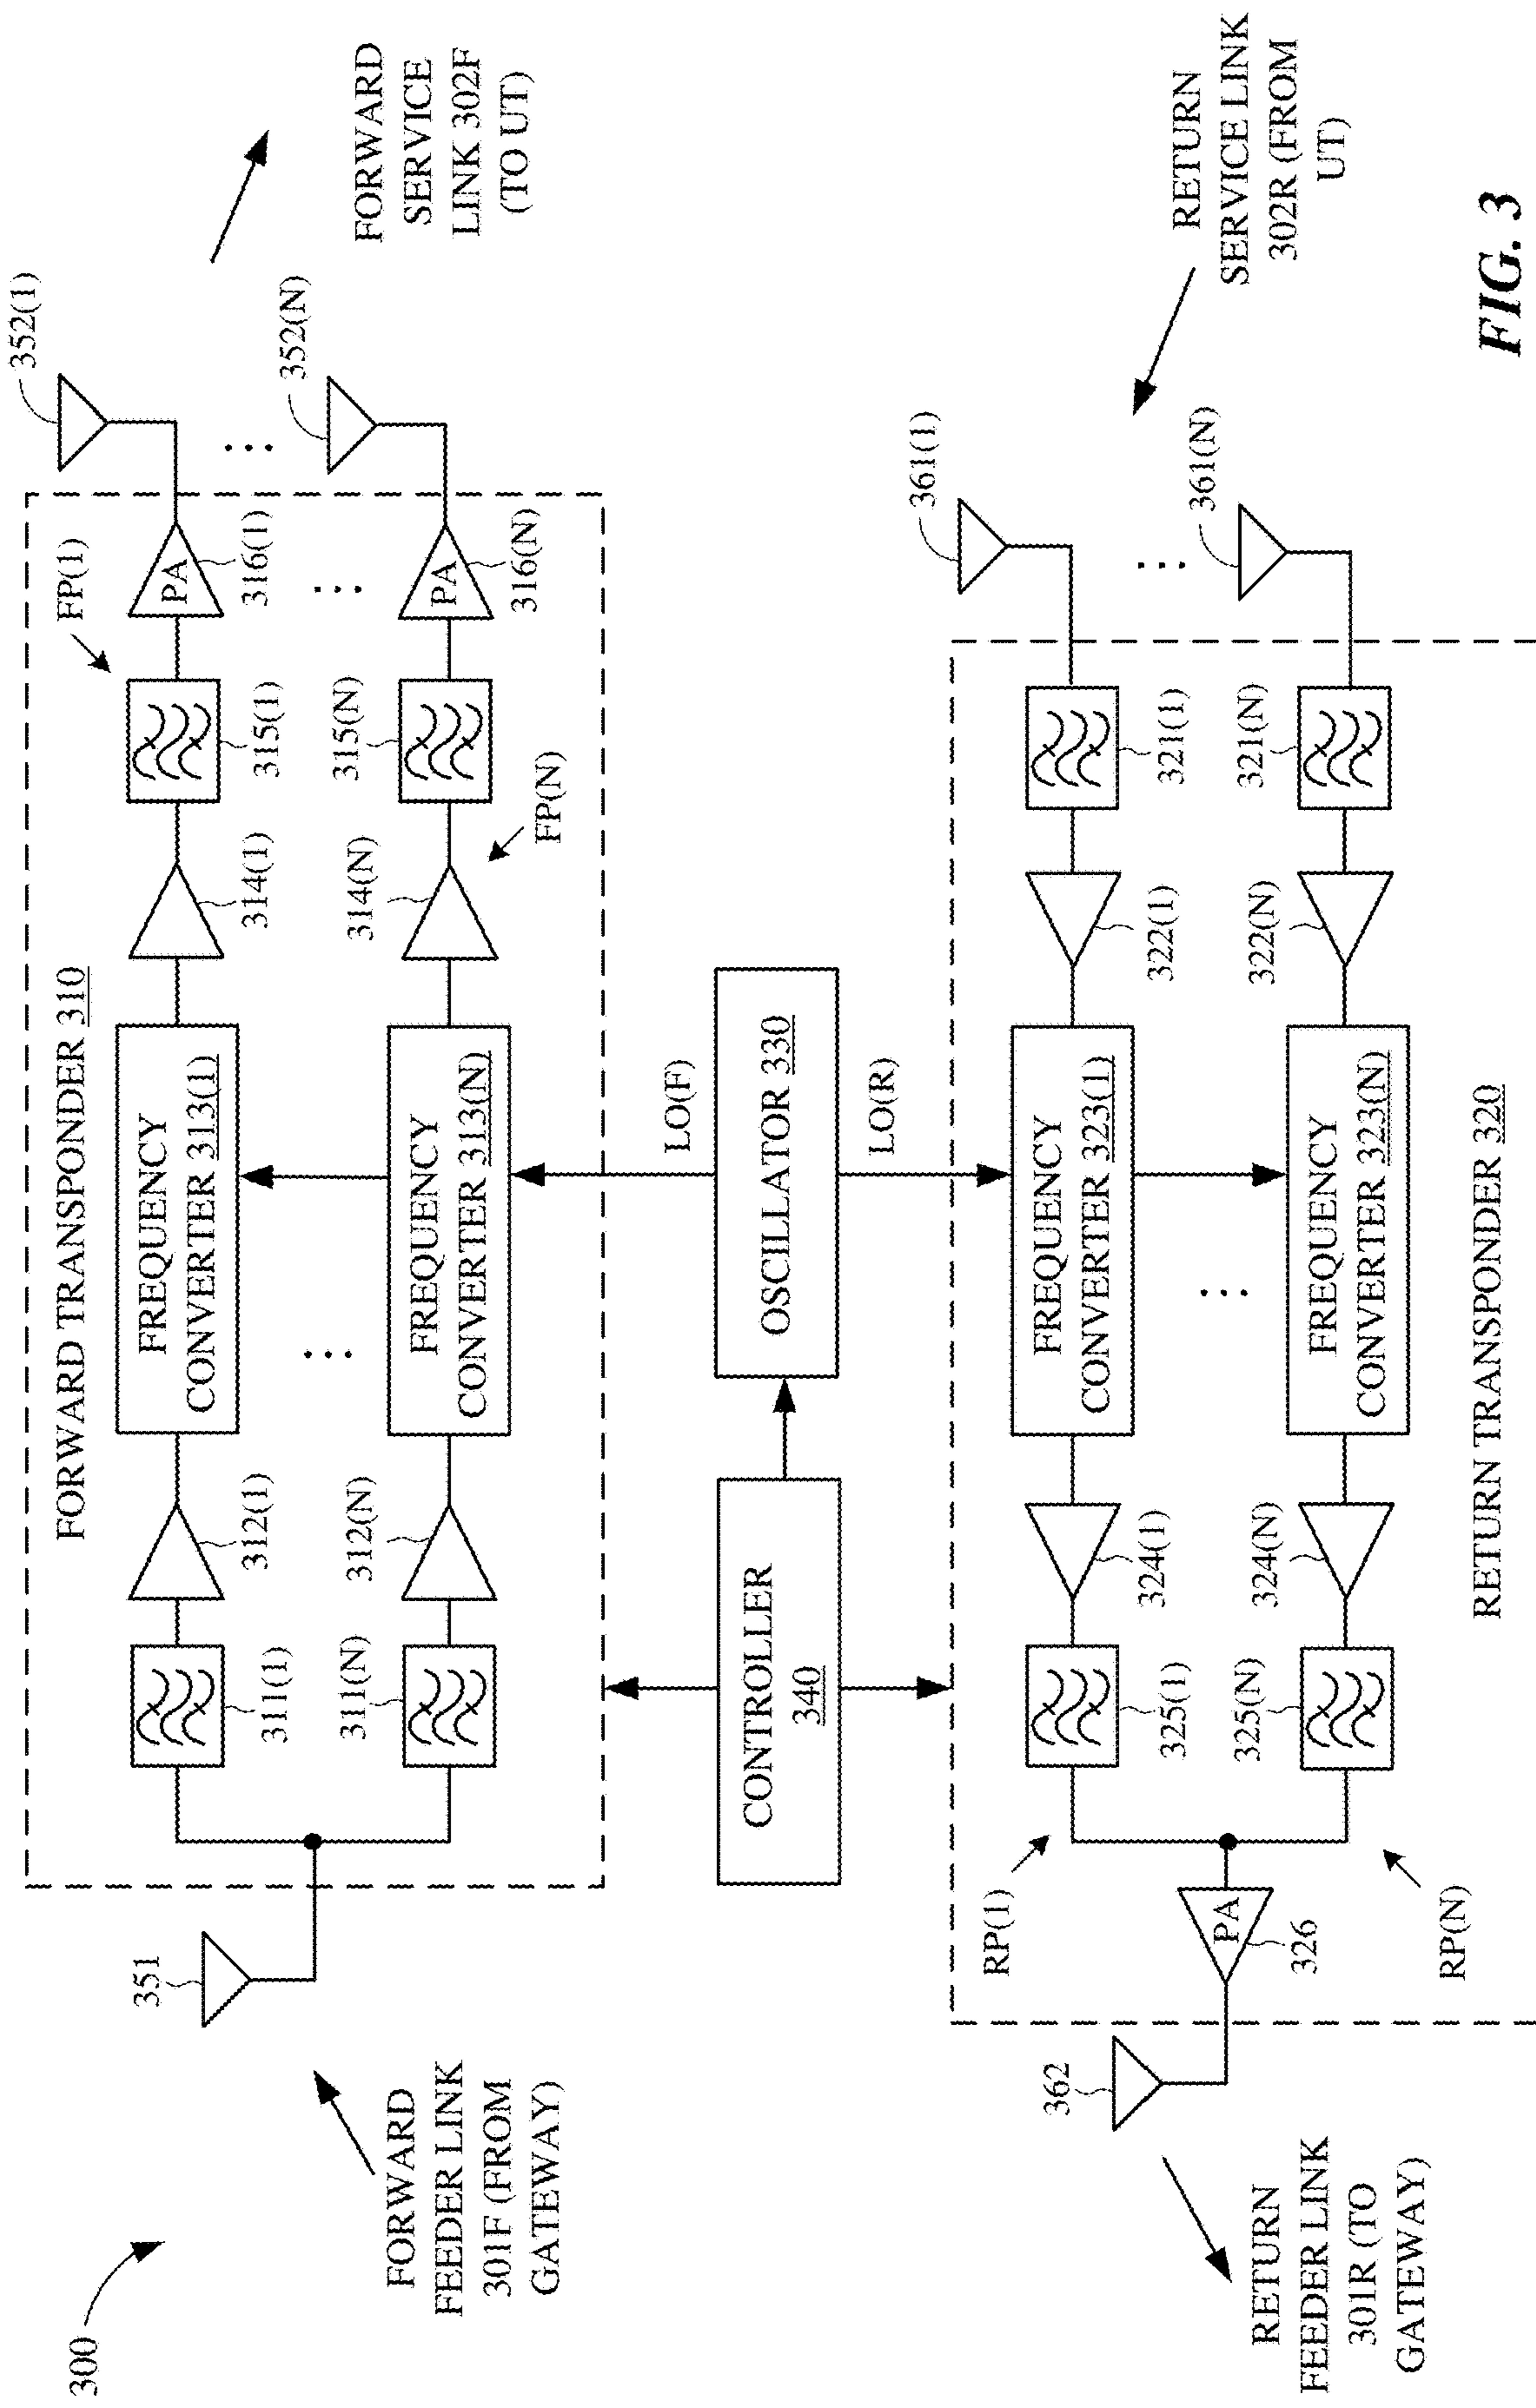 300
FORWARD
FEEDER LINK
301F (FROM
GATEWAY)
351
FORWARD TRANSPONDER 310
311(1)
312(1)
FREQUENCY
CONVERTER 313(1)
314(1)
315(1)
FP(1)
PA
316(1)
352(1)
311(N)
312(N)
FREQUENCY
CONVERTER 313(N)
314(N)
315(N)
FP(N)
PA
316(N)
352(N)
...
...
...
FORWARD
SERVICE
LINK 302F
(TO UT)
CONTROLLER
340
OSCILLATOR 330
LO(F)
LO(R)
RETURN
FEEDER LINK
301R (TO
GATEWAY)
362
PA
326
RP(1)
RP(N)
325(1)
324(1)
FREQUENCY
CONVERTER 323(1)
322(1)
321(1)
361(1)
325(N)
324(N)
FREQUENCY
CONVERTER 323(N)
322(N)
321(N)
361(N)
...
...
RETURN TRANSPONDER 320
RETURN
SERVICE LINK
302R (FROM
UT)
FIG. 3